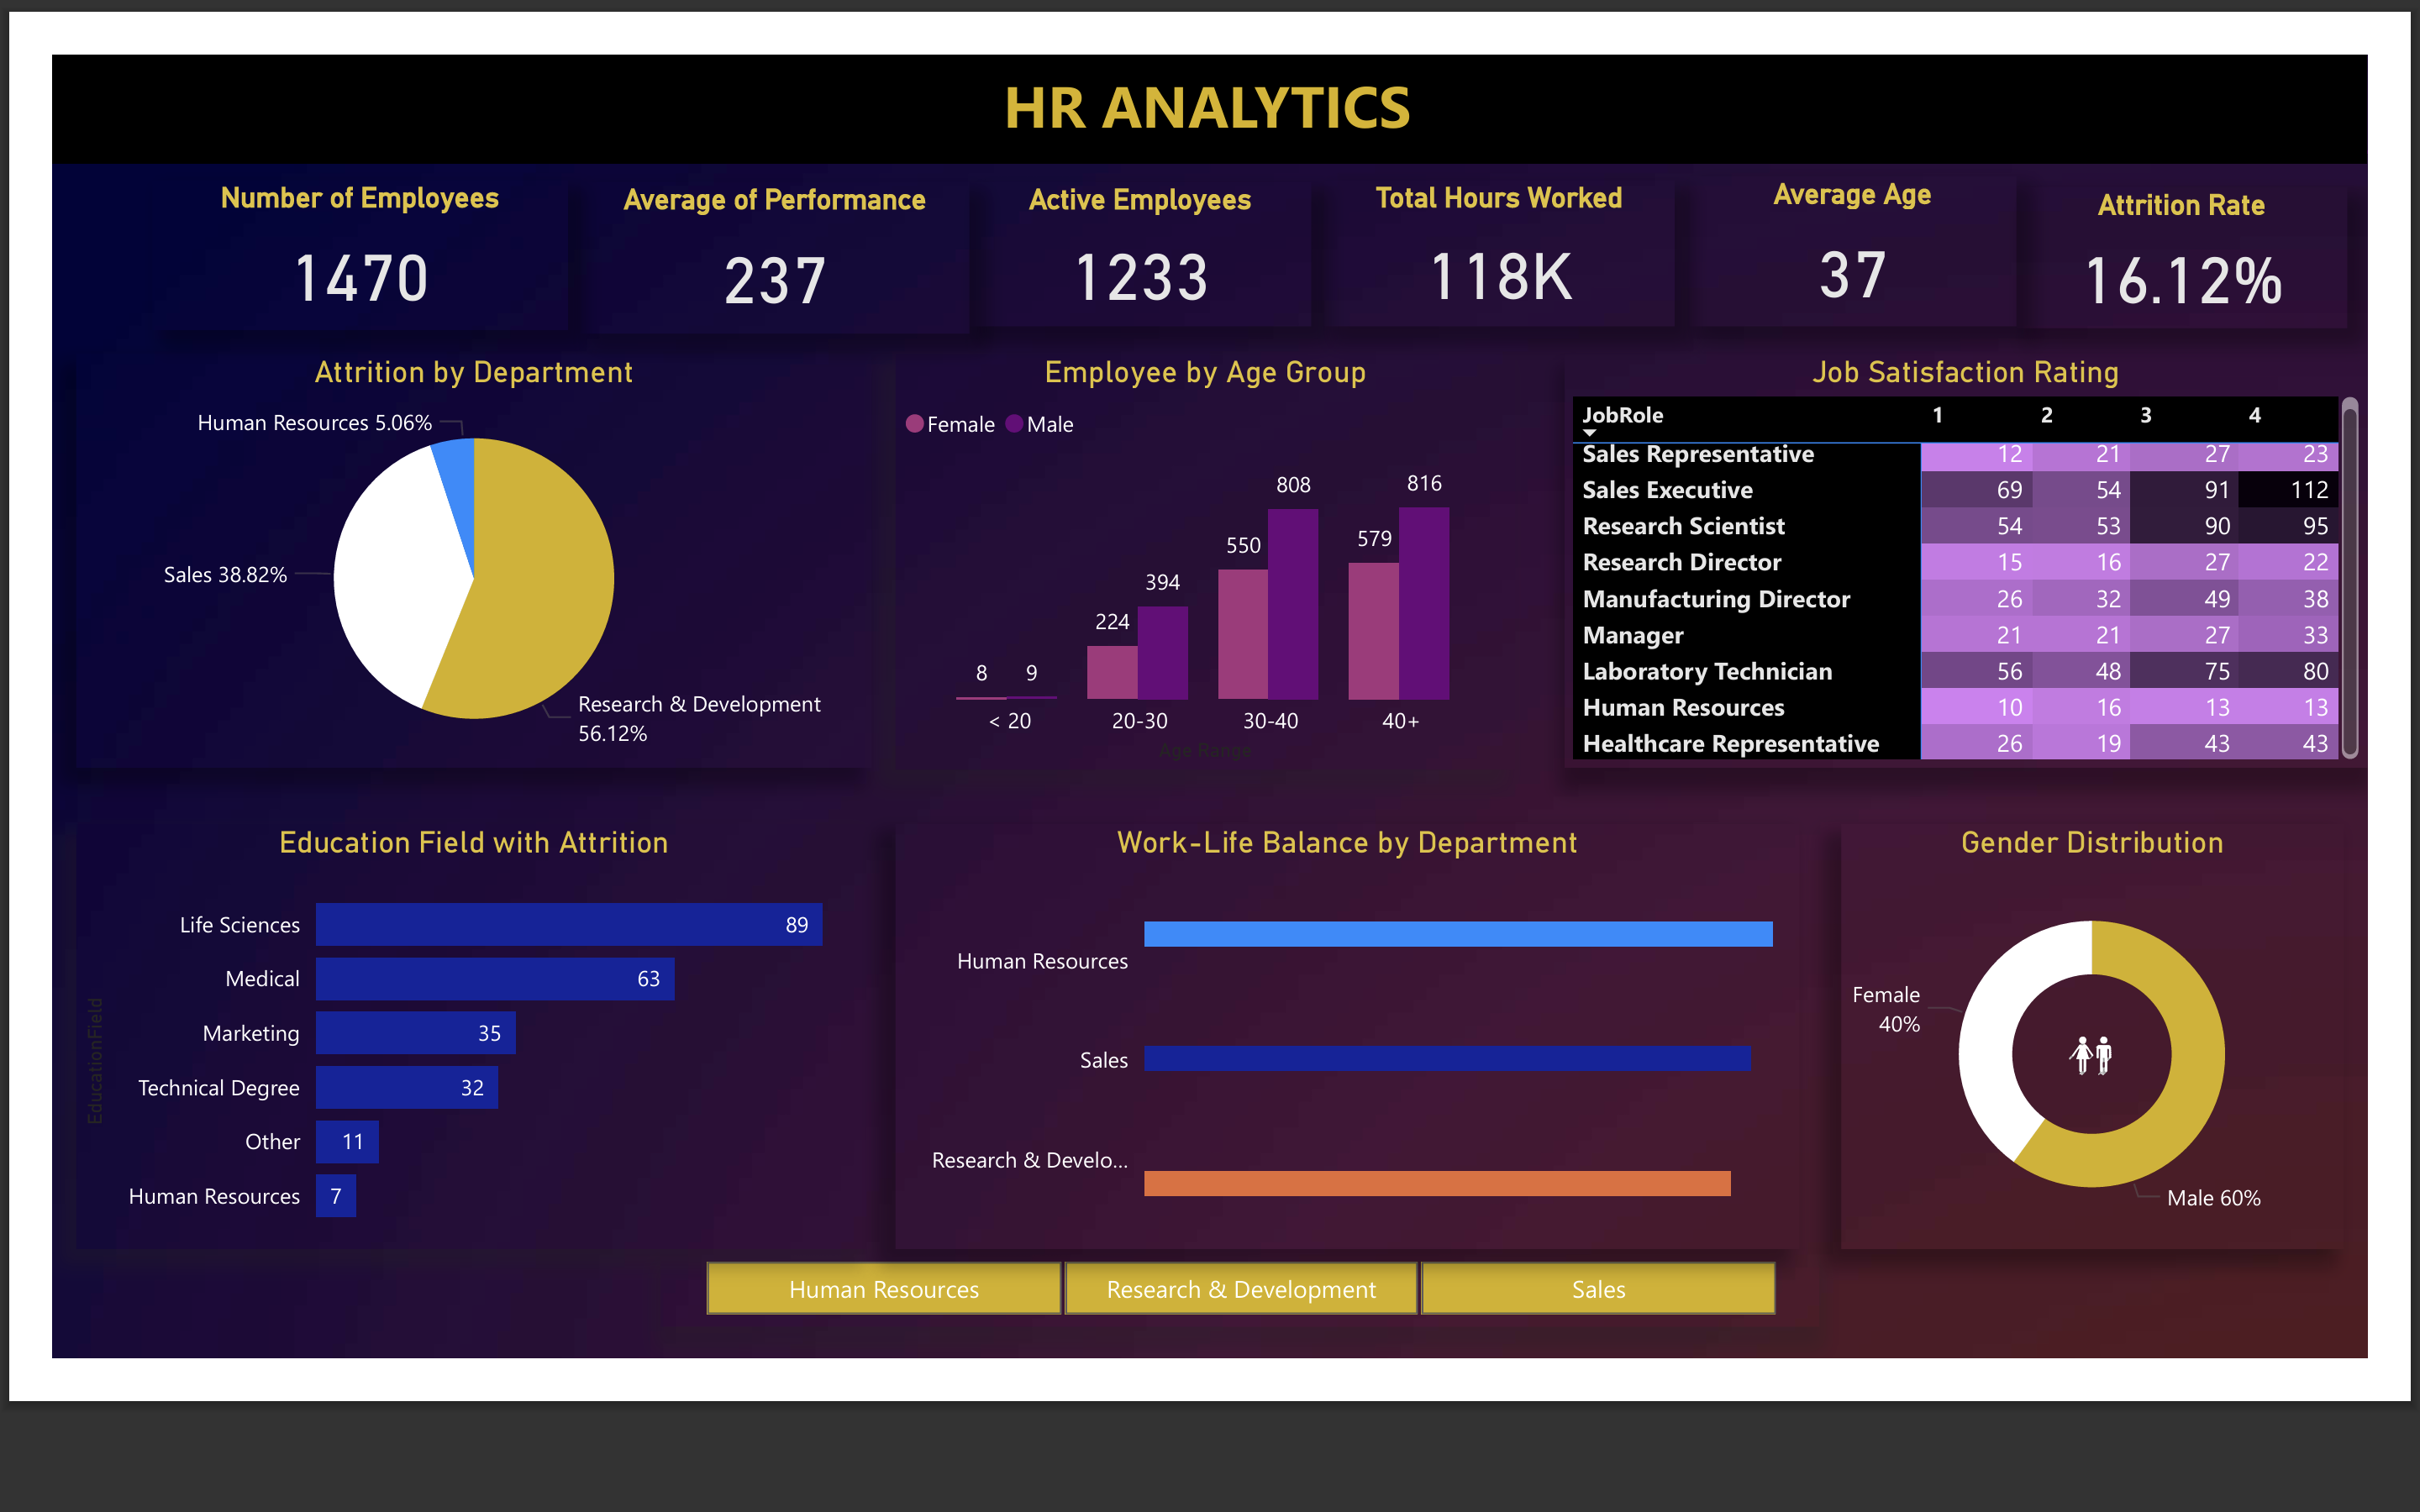 HR ANALYTICS
Number of Employees
1470
Average of Performance
237
Active Employees
1233
Total Hours Worked
118K
Average Age
37
Attrition Rate
16.12%
Attrition by Department
Human Resources 5.06%
Sales 38.82%
Research & Development
56.12%
Employee by Age Group
Female Male
8 9 224 394 550 808 579 816
< 20 20-30 30-40 40+
Age Range
Job Satisfaction Rating
JobRole 1 2 3 4
Sales Representative 12 21 27 23
Sales Executive 69 54 91 112
Research Scientist 54 53 90 95
Research Director 15 16 27 22
Manufacturing Director 26 32 49 38
Manager 21 21 27 33
Laboratory Technician 56 48 75 80
Human Resources 10 16 13 13
Healthcare Representative 26 19 43 43
Education Field with Attrition
EducationField
Life Sciences 89
Medical 63
Marketing 35
Technical Degree 32
Other 11
Human Resources 7
Work-Life Balance by Department
Human Resources
Sales
Research & Develo...
Gender Distribution
Female
40%
Male 60%
Human Resources Research & Development Sales